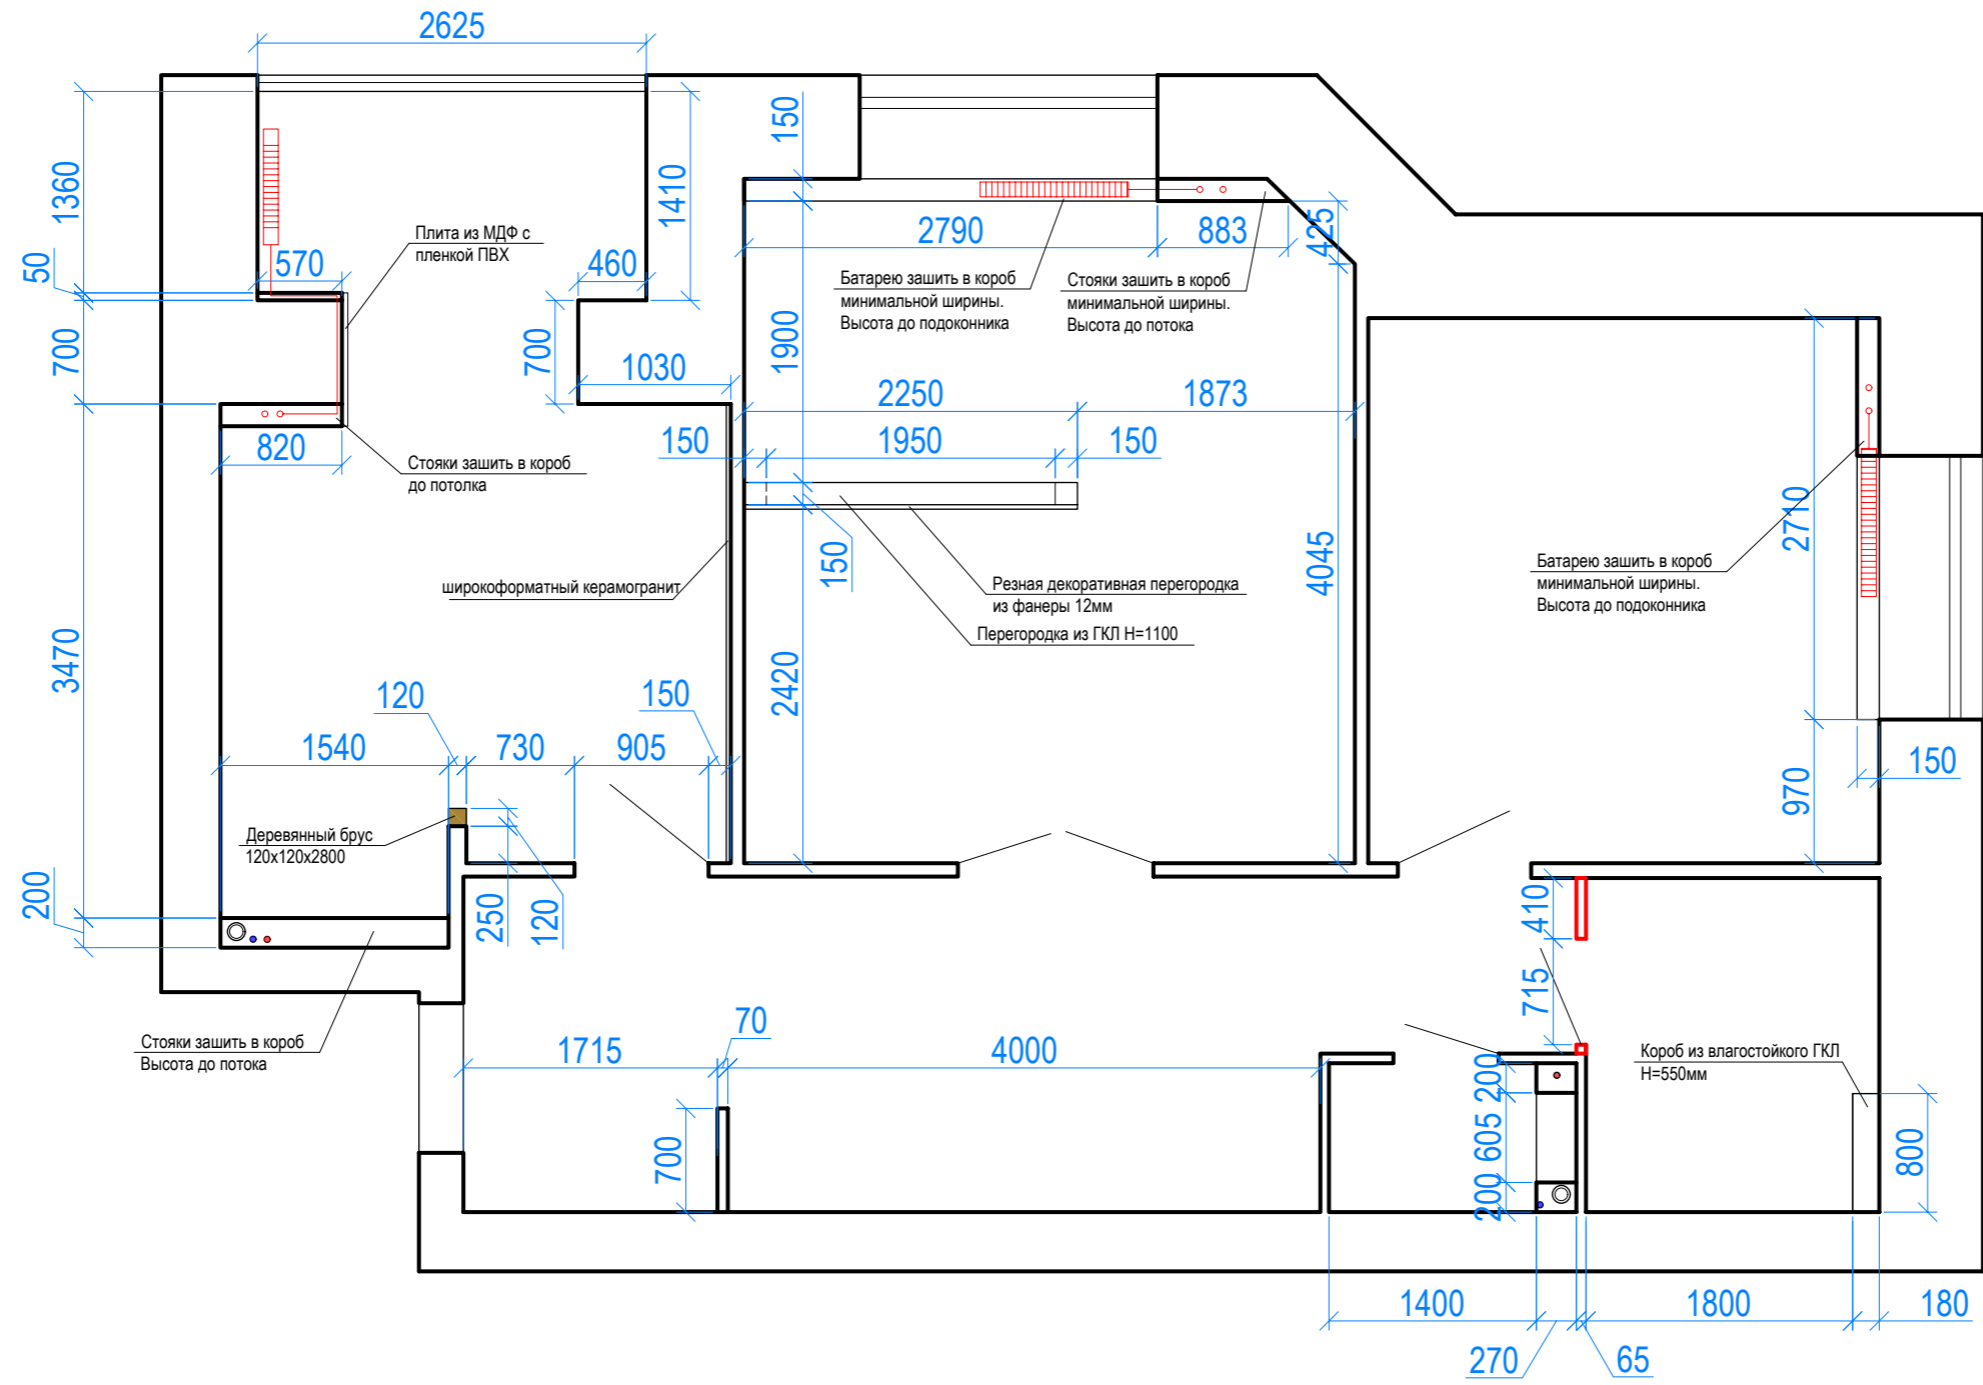 2625
150
1360
1410
Плита из МДФ с
пленкой ПВХ
2790
883
425
50
570
460
Батарею зашить в короб
минимальной ширины.
Высота до подоконника
Стояки зашить в короб
минимальной ширины.
Высота до потока
700
700
1900
1030
2250
1873
820
150
1950
150
Стояки зашить в короб
до потолка
2710
150
4045
широкоформатный керамогранит
Резная декоративная перегородка
из фанеры 12мм
Перегородка из ГКЛ H=1100
Батарею зашить в короб
минимальной ширины.
Высота до подоконника
3470
2420
120
150
1540
730
905
150
970
Деревянный брус
120х120х2800
200
250
120
410
715
Стояки зашить в короб
Высота до потока
1715
70
4000
200
Короб из влагостойкого ГКЛ
H=550мм
700
605
800
200
1400
1800
180
270
65